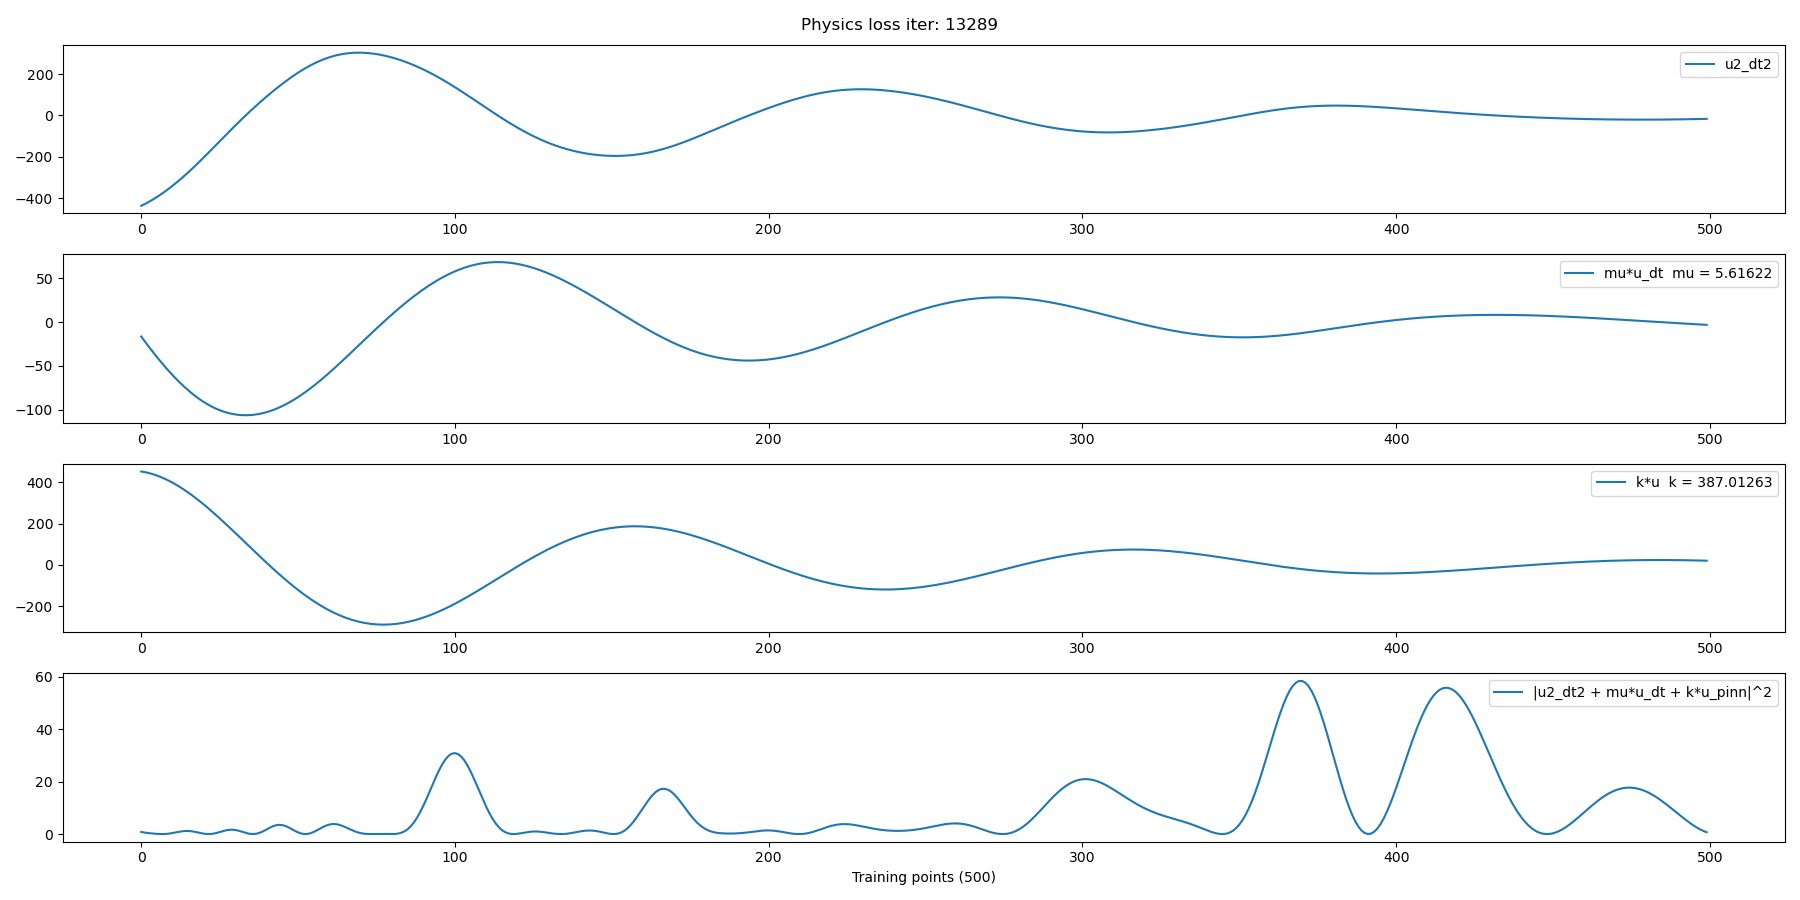 Physics loss iter: 13289
u2_dt2
200
0
−200
−400
0 100 200 300 400 500
mu*u_dt  mu = 5.61622
50
0
−50
−100
0 100 200 300 400 500
k*u  k = 387.01263
400
200
0
−200
0 100 200 300 400 500
|u2_dt2 + mu*u_dt + k*u_pinn|^2
60
40
20
0
0 100 200 300 400 500
Training points (500)